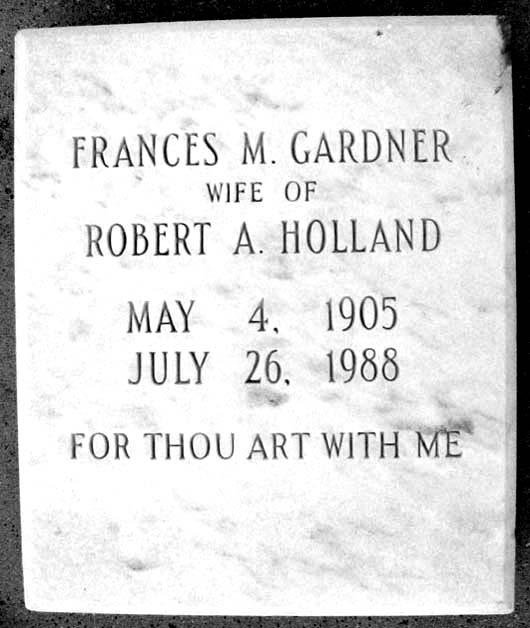 FRANCES M. GARDNER
WIFE OF
ROBERT A. HOLLAND
MAY 4, 1905
JULY 26, 1988
FOR THOU ART WITH ME